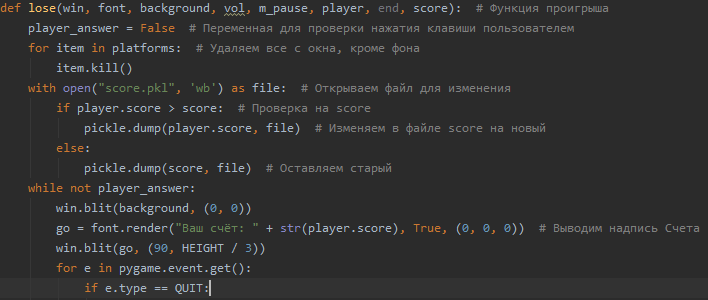 def lose(win, font, background, vol, m_pause, player, end, score):  # Функция проигрыша
    player_answer = False  # Переменная для проверки нажатия клавиши пользователем
    for item in platforms:  # Удаляем все с окна, кроме фона
        item.kill()
    with open("score.pkl", 'wb') as file:  # Открываем файл для изменения
        if player.score > score:  # Проверка на score
            pickle.dump(player.score, file)  # Изменяем в файле score на новый
        else:
            pickle.dump(score, file)  # Оставляем старый
    while not player_answer:
        win.blit(background, (0, 0))
        go = font.render("Ваш счёт: " + str(player.score), True, (0, 0, 0))  # Выводим надпись Счета
        win.blit(go, (90, HEIGHT / 3))
        for e in pygame.event.get():
            if e.type == QUIT: